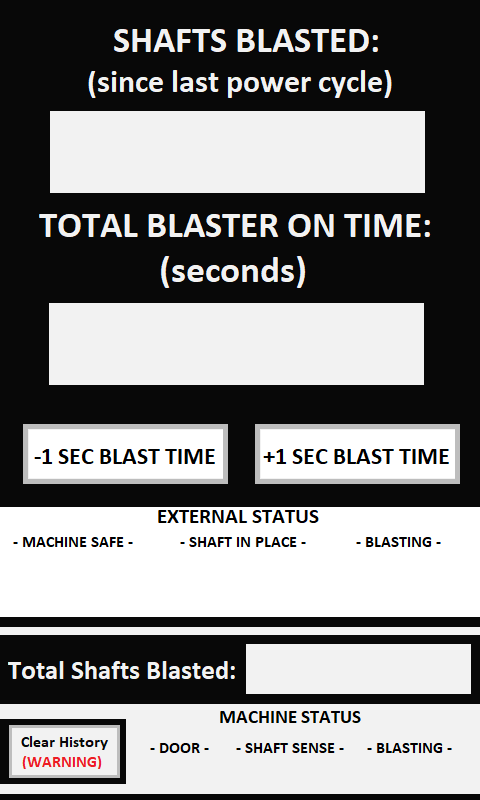 SHAFTS BLASTED:
(since last power cycle)
TOTAL BLASTER ON TIME:
(seconds)
-1 SEC BLAST TIME
+1 SEC BLAST TIME
EXTERNAL STATUS
- MACHINE SAFE - - SHAFT IN PLACE - - BLASTING -
Total Shafts Blasted:
MACHINE STATUS
Clear History
(WARNING)
- DOOR - - SHAFT SENSE - - BLASTING -